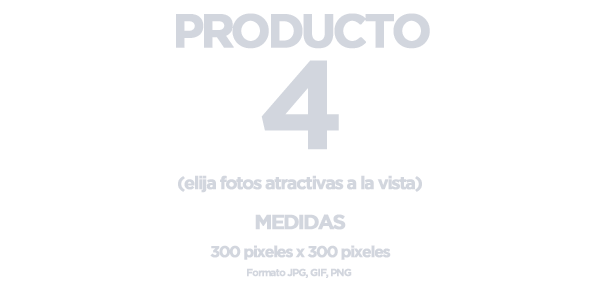 PRODUCTO
4
(elija fotos atractivas a la vista)
MEDIDAS
300 pixeles x 300 pixeles
Formato JPG, GIF, PNG